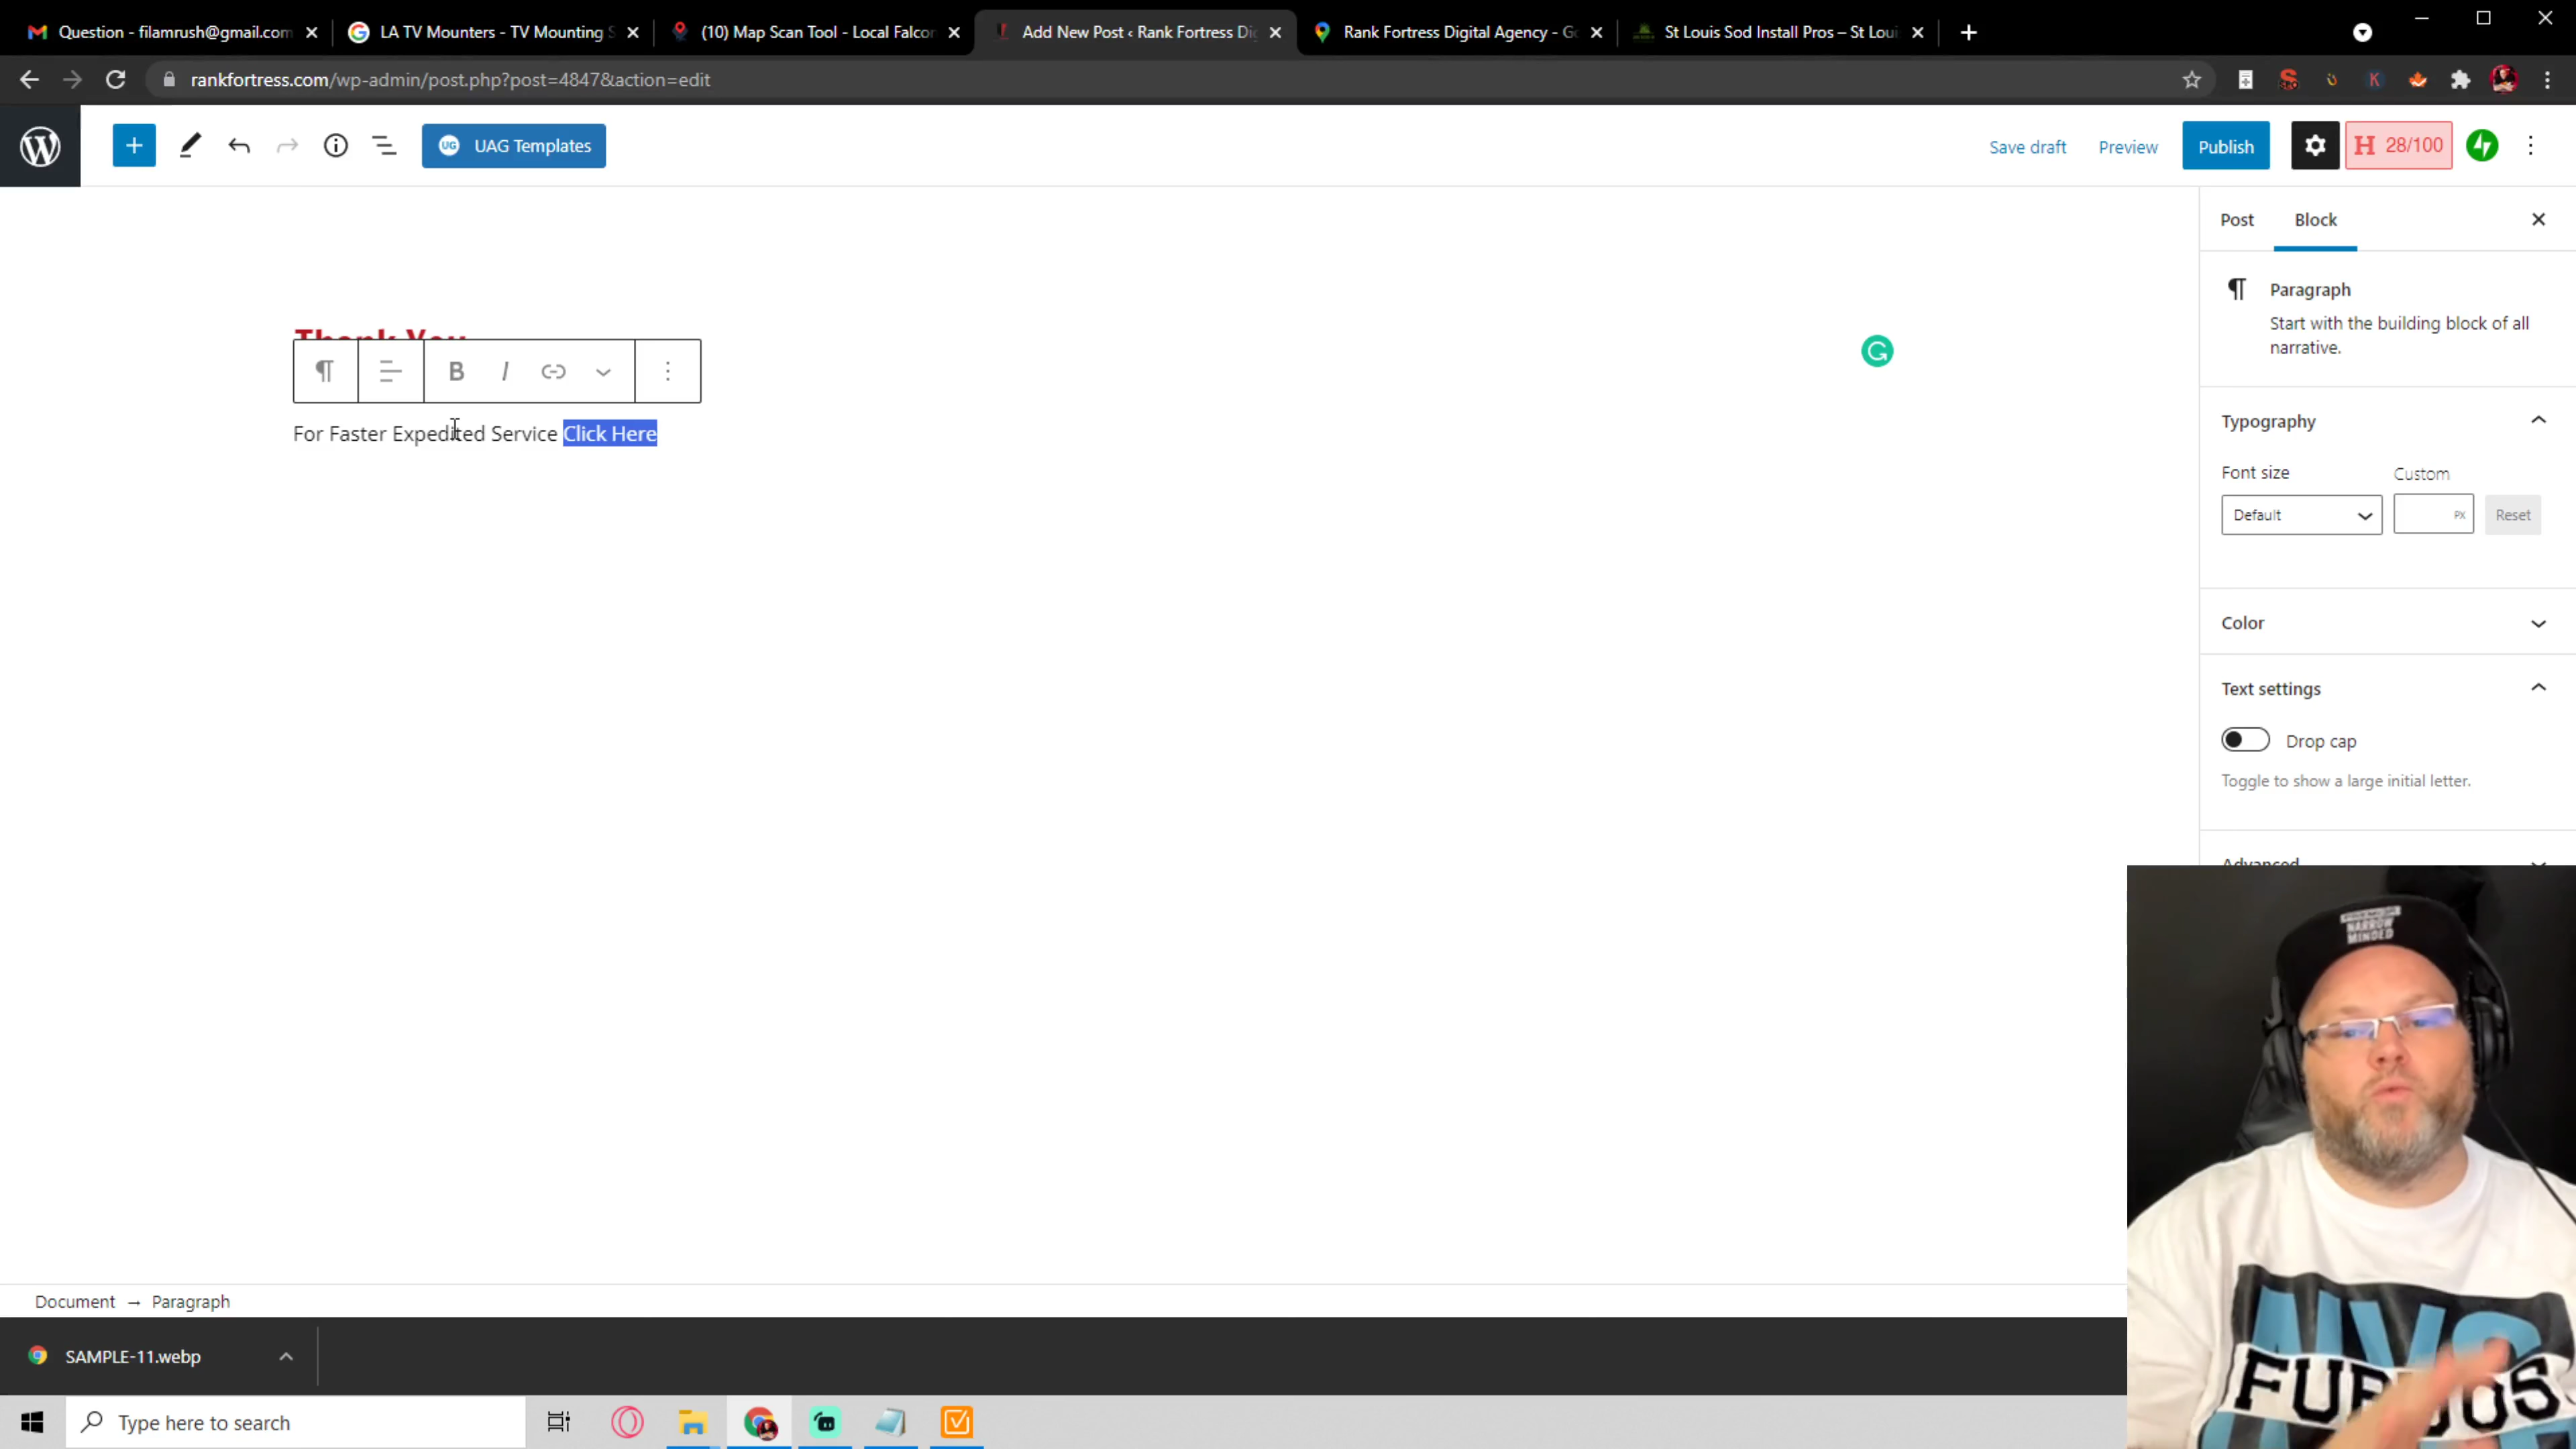 Question - filamrush@gmail.com
LA TV Mounters - TV Mounting S
(10) Map Scan Tool - Local Falcon
Add New Post ‹ Rank Fortress Di
Rank Fortress Digital Agency - Go
St Louis Sod Install Pros – St Loui
rankfortress.com/wp-admin/post.php?post=4847&action=edit
UAG Templates
Save draft
Preview
Publish
28/100
Post
Block
Paragraph
Start with the building block of all
narrative.
Thank You
B I
For Faster Expedited Service Click Here
Typography
Font size
Custom
Default
PX
Reset
Color
Text settings
Drop cap
Toggle to show a large initial letter.
Advanced
NARROW
MINDED
FURIOUS
Document → Paragraph
SAMPLE-11.webp
Type here to search